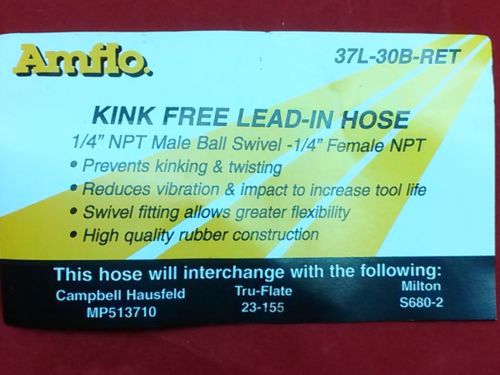 Amflo.
37L-30B-RET
KINK FREE LEAD-IN HOSE
1/4" NPT Male Ball Swivel -1/4" Female NPT
• Prevents kinking & twisting
• Reduces vibration & impact to increase tool life
• Swivel fitting allows greater flexibility
• High quality rubber construction
This hose will interchange with the following:
Campbell Hausfeld Tru-Flate Milton
MP513710 23-155 S680-2